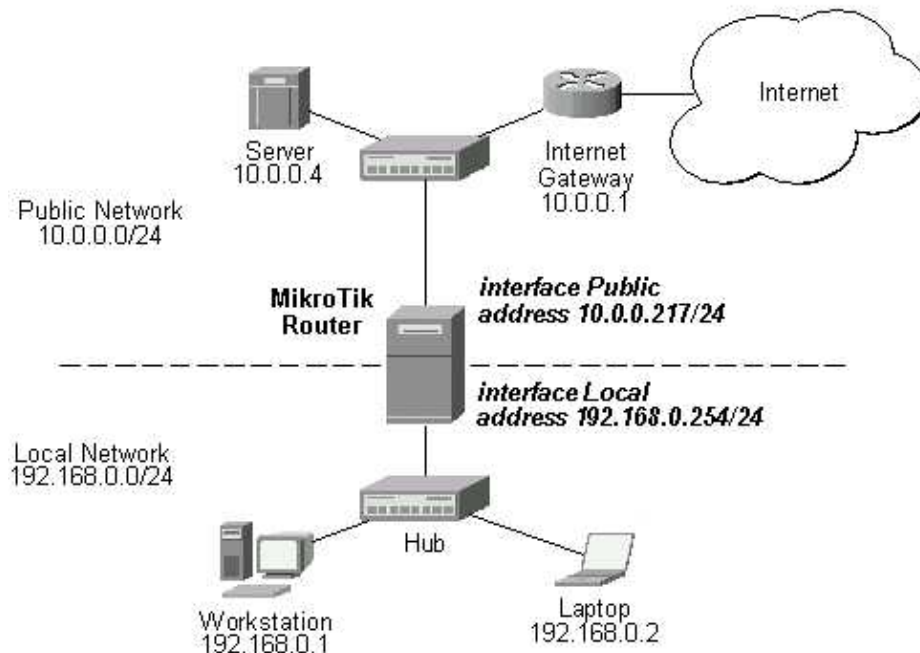 Internet
Server
10.0.0.4
Internet
Gateway
10.0.0.1
Public Network
10.0.0.0/24
MikroTik
Router
interface Public
address 10.0.0.217/24
interface Local
address 192.168.0.254/24
Local Network
192.168.0.0/24
Hub
Workstation
192.168.0.1
Laptop
192.168.0.2